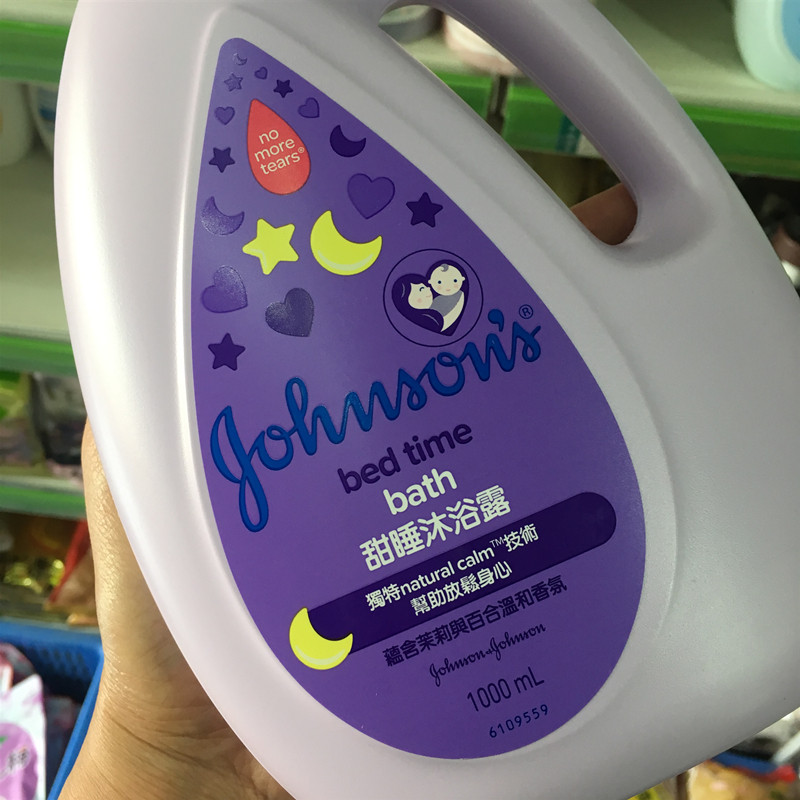 no
more
tears®
Johnson's®
bed time
bath
甜睡沐浴露
獨特natural calm™技術
幫助放鬆身心
蘊含茉莉與百合溫和香氛
Johnson & Johnson
1000 mL
6109559